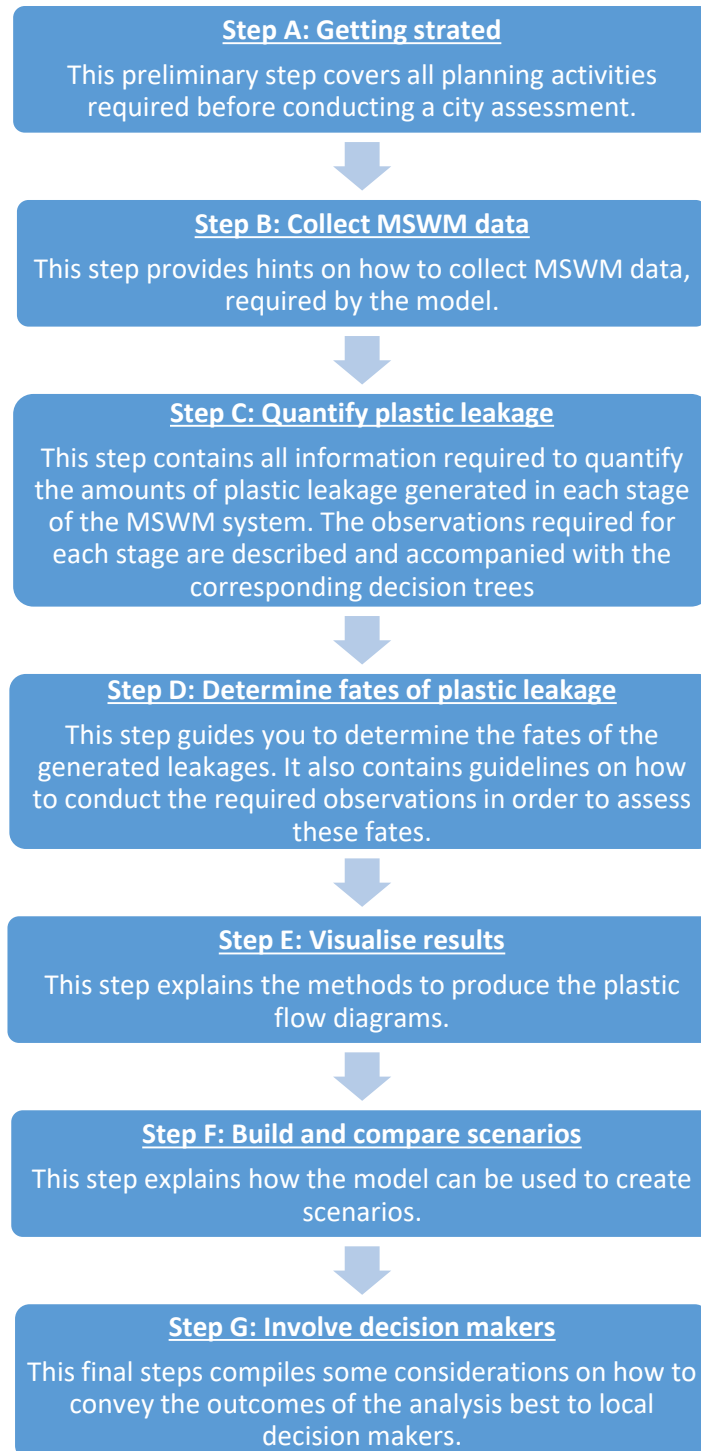 Step A: Getting strated
This preliminary step covers all planning activities
required before conducting a city assessment.
Step B: Collect MSWM data
This step provides hints on how to collect MSWM data,
required by the model.
Step C: Quantify plastic leakage
This step contains all information required to quantify
the amounts of plastic leakage generated in each stage
of the MSWM system. The observations required for
each stage are described and accompanied with the
corresponding decision trees
Step D: Determine fates of plastic leakage
This step guides you to determine the fates of the
generated leakages. It also contains guidelines on how
to conduct the required observations in order to assess
these fates.
Step E: Visualise results
This step explains the methods to produce the plastic
flow diagrams.
Step F: Build and compare scenarios
This step explains how the model can be used to create
scenarios.
Step G: Involve decision makers
This final steps compiles some considerations on how to
convey the outcomes of the analysis best to local
decision makers.